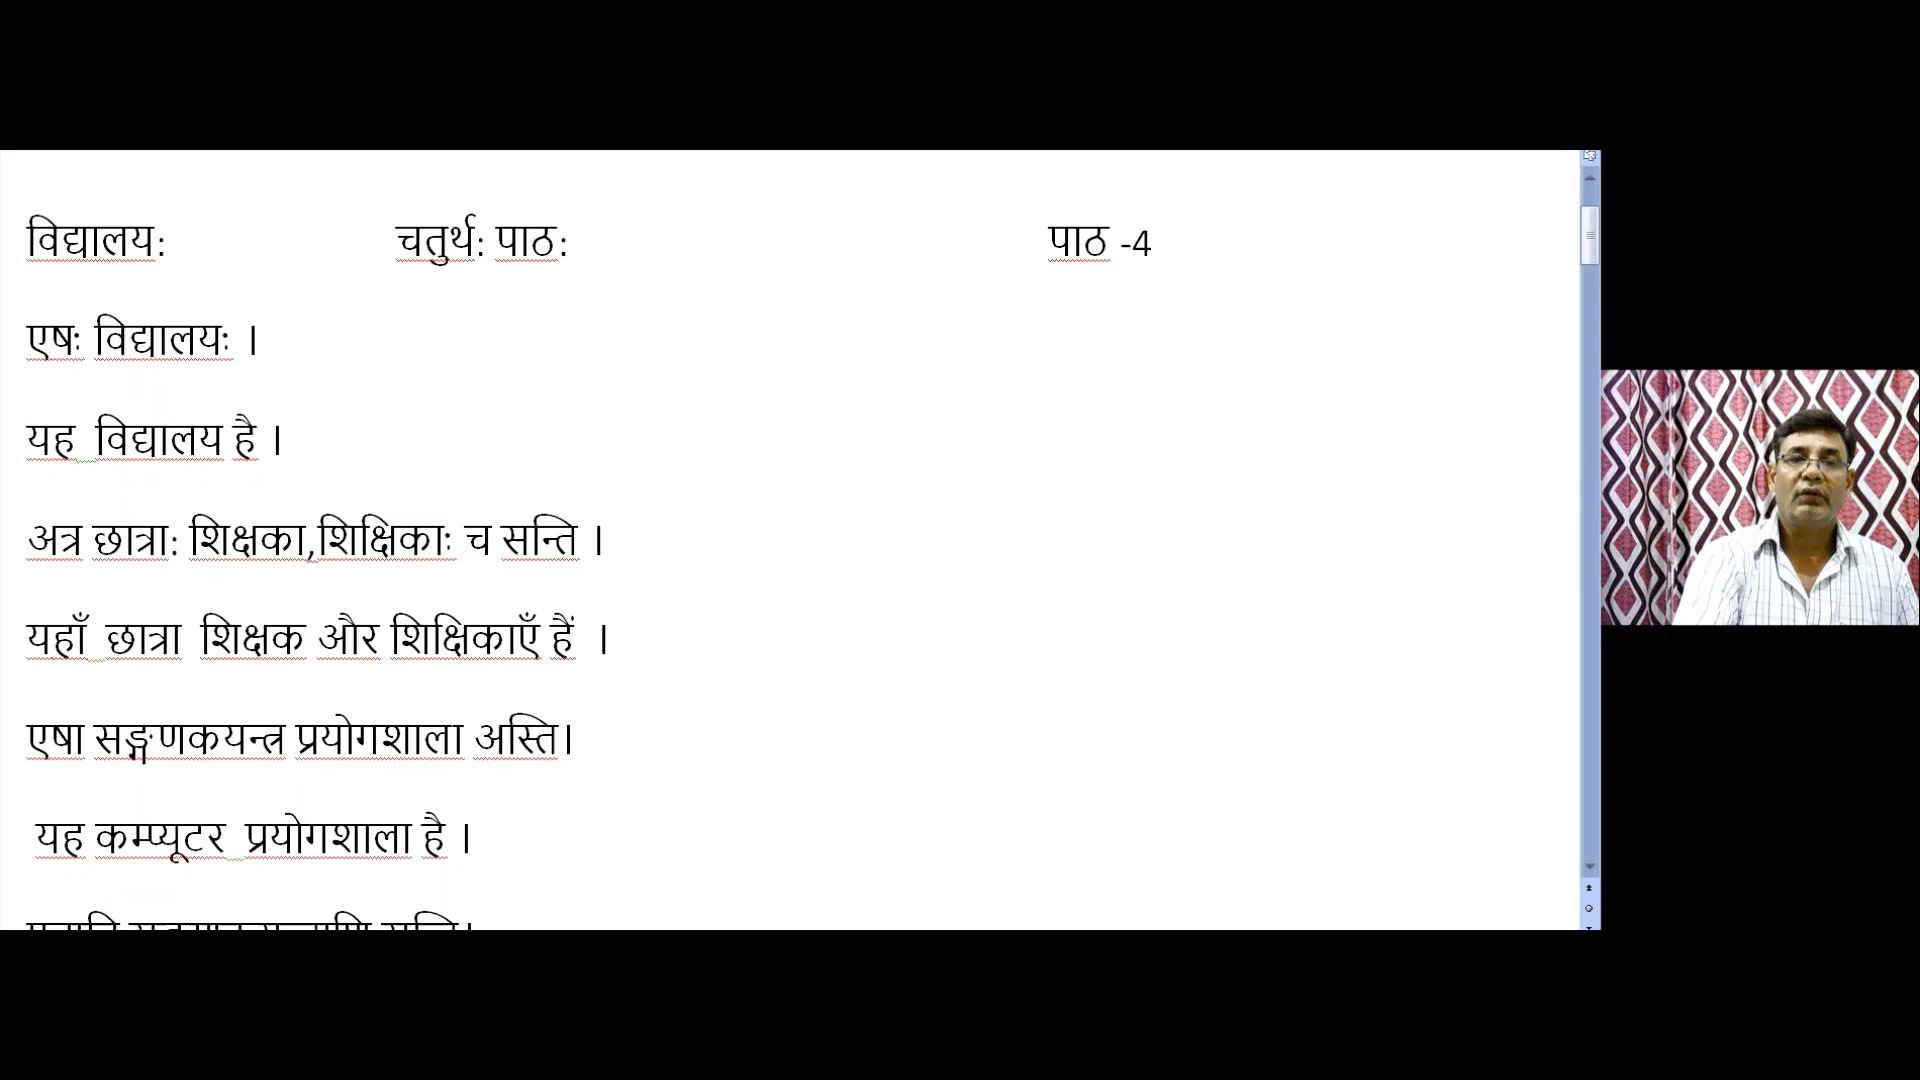 विद्यालय: चतुर्थ: पाठ: पाठ -4
एषः विद्यालयः ।
यह विद्यालय है ।
अत्र छात्रा: शिक्षका,शिक्षिकाः च सन्ति ।
यहाँ छात्रा शिक्षक और शिक्षिकाएँ हैं ।
एषा सङ्गणकयन्त्र प्रयोगशाला अस्ति।
यह कम्प्यूटर प्रयोगशाला है ।